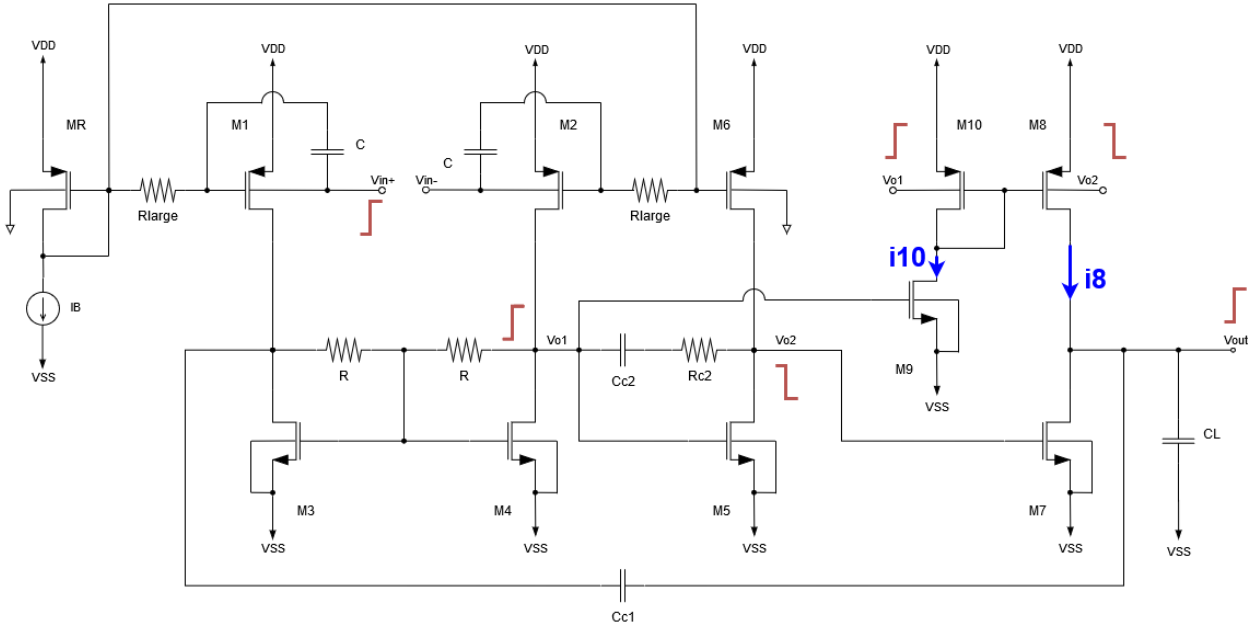 VDD
VDD
VDD
VDD
VDD
VDD
MR
M1
M2
M6
M10
M8
C
C
Vin+
Vin-
Vo1
Vo2
Rlarge
Rlarge
i10
i8
IB
Vo1
Vo2
Vout
R
R
Cc2
Rc2
M9
VSS
VSS
CL
M3
M4
M5
M7
VSS
VSS
VSS
VSS
VSS
Cc1